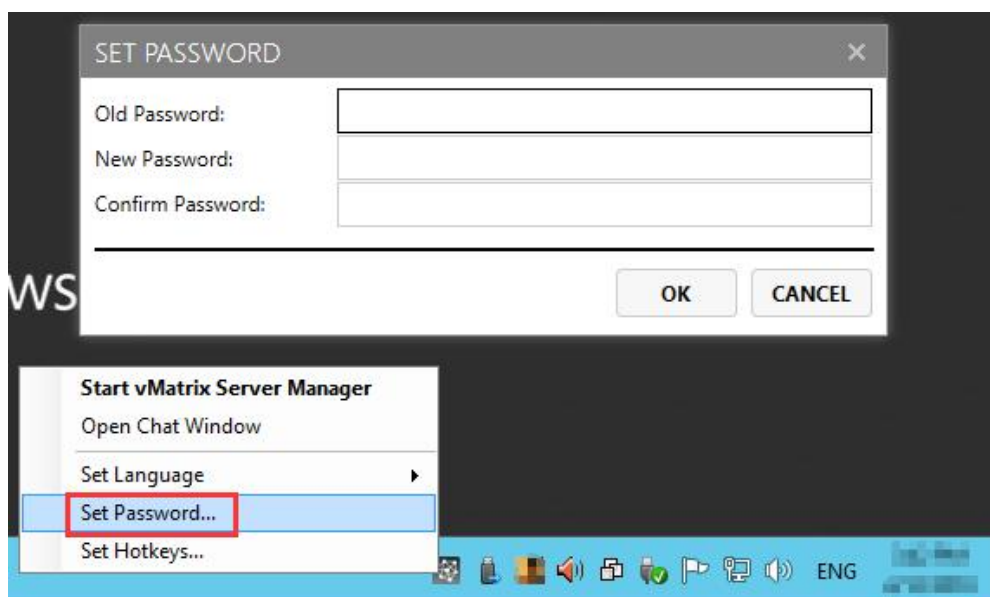 SET PASSWORD
Old Password:
New Password:
Confirm Password:
OK
CANCEL
WS
Start vMatrix Server Manager
Open Chat Window
Set Language
Set Password...
Set Hotkeys...
ENG